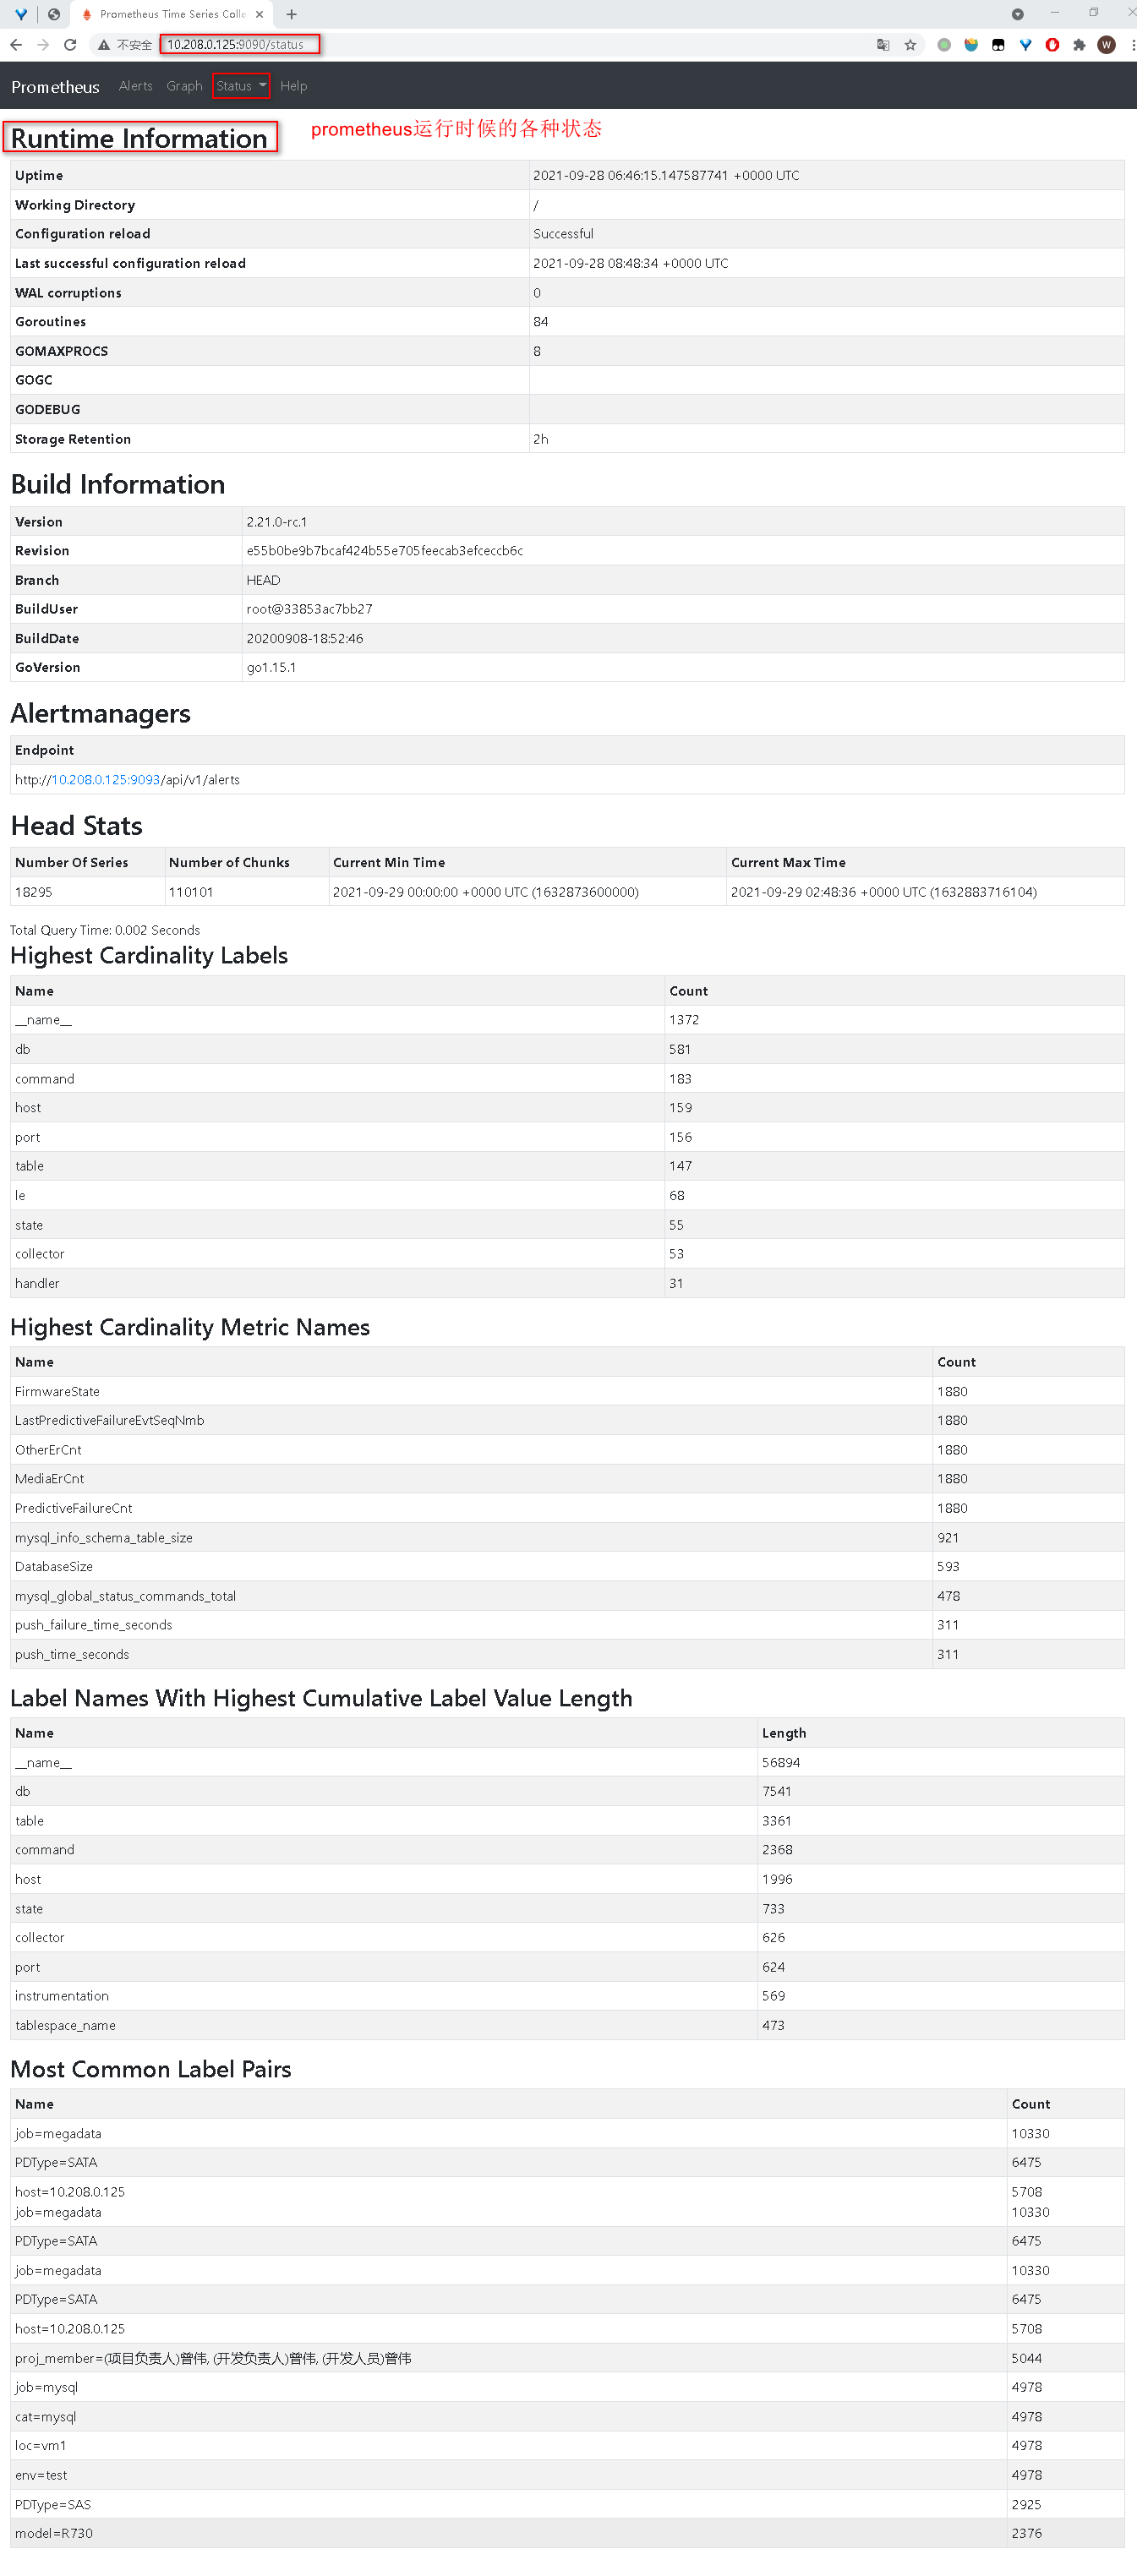 Prometheus Time Series Colle
不安全 10.208.0.125:9090/status
W
Prometheus Alerts Graph Status Help
Runtime Information
prometheus运行时候的各种状态
Uptime 2021-09-28 06:46:15.147587741 +0000 UTC
Working Directory /
Configuration reload Successful
Last successful configuration reload 2021-09-28 08:48:34 +0000 UTC
WAL corruptions 0
Goroutines 84
GOMAXPROCS 8
GOGC
GODEBUG
Storage Retention 2h
Build Information
Version 2.21.0-rc.1
Revision e55b0be9b7bcaf424b55e705feecab3efceccb6c
Branch HEAD
BuildUser root@33853ac7bb27
BuildDate 20200908-18:52:46
GoVersion go1.15.1
Alertmanagers
Endpoint
http://10.208.0.125:9093/api/v1/alerts
Head Stats
Number Of Series Number of Chunks Current Min Time Current Max Time
18295 110101 2021-09-29 00:00:00 +0000 UTC (1632873600000) 2021-09-29 02:48:36 +0000 UTC (1632883716104)
Total Query Time: 0.002 Seconds
Highest Cardinality Labels
Name Count
__name__ 1372
db 581
command 183
host 159
port 156
table 147
le 68
state 55
collector 53
handler 31
Highest Cardinality Metric Names
Name Count
FirmwareState 1880
LastPredictiveFailureEvtSeqNmb 1880
OtherErCnt 1880
MediaErCnt 1880
PredictiveFailureCnt 1880
mysql_info_schema_table_size 921
DatabaseSize 593
mysql_global_status_commands_total 478
push_failure_time_seconds 311
push_time_seconds 311
Label Names With Highest Cumulative Label Value Length
Name Length
__name__ 56894
db 7541
table 3361
command 2368
host 1996
state 733
collector 626
port 624
instrumentation 569
tablespace_name 473
Most Common Label Pairs
Name Count
job=megadata 10330
PDType=SATA 6475
host=10.208.0.125 5708
job=megadata 10330
PDType=SATA 6475
job=megadata 10330
PDType=SATA 6475
host=10.208.0.125 5708
proj_member=(项目负责人)曾伟, (开发负责人)曾伟, (开发人员)曾伟 5044
job=mysql 4978
cat=mysql 4978
loc=vm1 4978
env=test 4978
PDType=SAS 2925
model=R730 2376